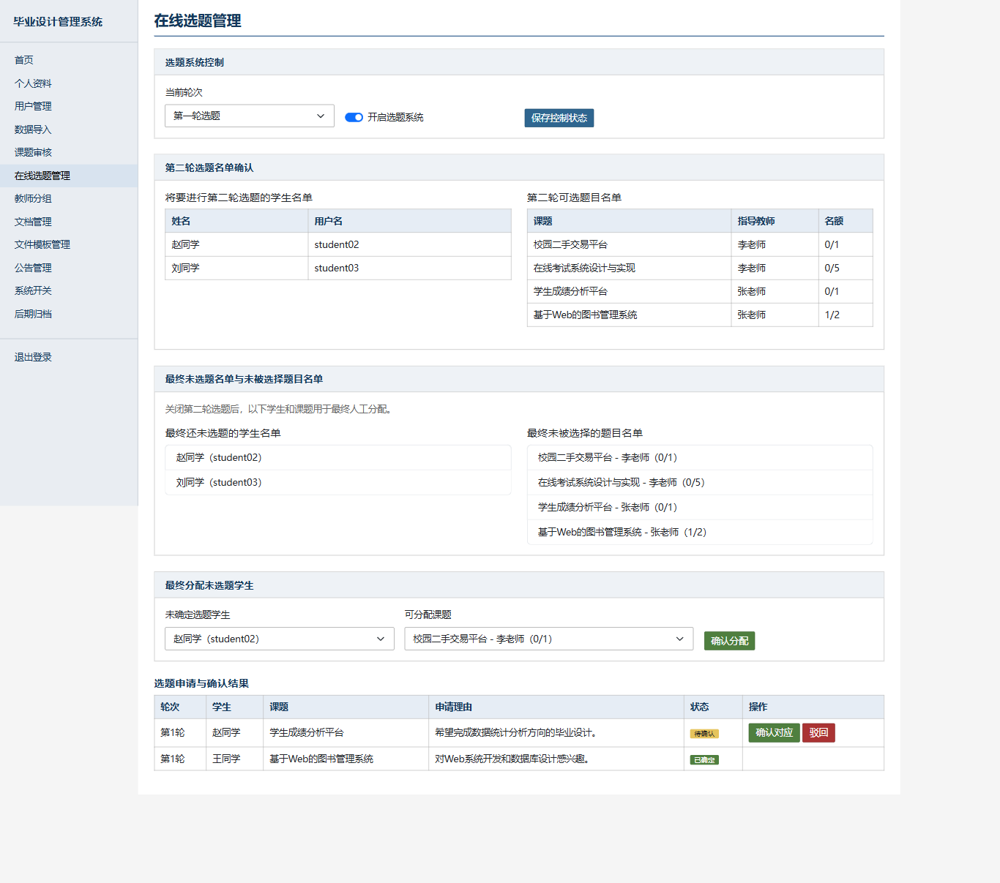 毕业设计管理系统
首页
个人资料
用户管理
数据导入
课题审核
在线选题管理
教师分组
文档管理
文件模板管理
公告管理
系统开关
后期归档
退出登录
在线选题管理
选题系统控制
当前轮次
第一轮选题
开启选题系统
保存控制状态
第二轮选题名单确认
将要进行第二轮选题的学生名单
姓名 用户名
赵同学 student02
刘同学 student03
第二轮可选题目名单
课题 指导教师 名额
校园二手交易平台 李老师 0/1
在线考试系统设计与实现 李老师 0/5
学生成绩分析平台 张老师 0/1
基于Web的图书管理系统 张老师 1/2
最终未选题名单与未被选择题目名单
关闭第二轮选题后，以下学生和课题用于最终人工分配。
最终还未选题的学生名单
赵同学（student02）
刘同学（student03）
最终未被选择的题目名单
校园二手交易平台 - 李老师（0/1）
在线考试系统设计与实现 - 李老师（0/5）
学生成绩分析平台 - 张老师（0/1）
基于Web的图书管理系统 - 张老师（1/2）
最终分配未选题学生
未确定选题学生
赵同学（student02）
可分配课题
校园二手交易平台 - 李老师（0/1）
确认分配
选题申请与确认结果
轮次 学生 课题 申请理由 状态 操作
第1轮 赵同学 学生成绩分析平台 希望完成数据统计分析方向的毕业设计。 待确认 确认对应 驳回
第1轮 王同学 基于Web的图书管理系统 对Web系统开发和数据库设计感兴趣。 已确定